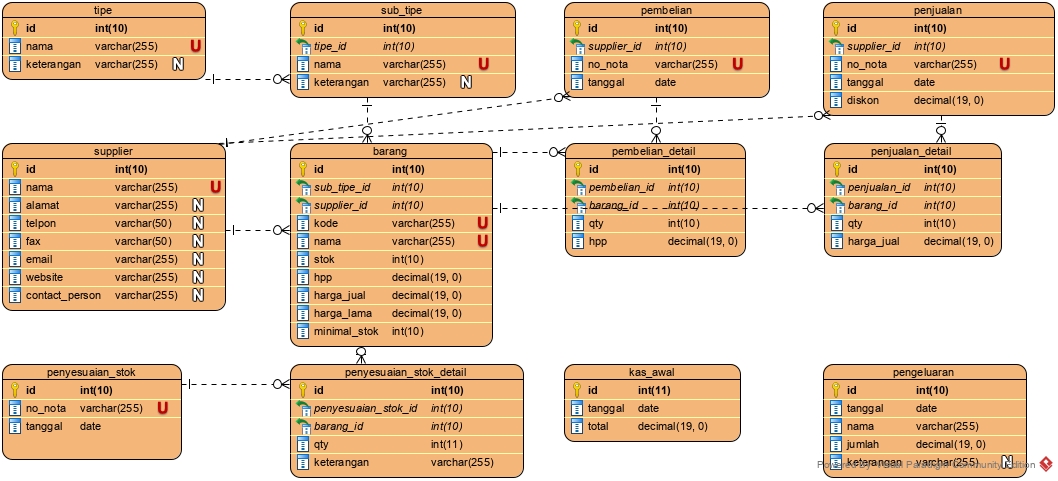 tipe
id int(10)
nama varchar(255) U
keterangan varchar(255) N
sub_tipe
id int(10)
tipe_id int(10)
nama varchar(255) U
keterangan varchar(255) N
pembelian
id int(10)
supplier_id int(10)
no_nota varchar(255) U
tanggal date
penjualan
id int(10)
supplier_id int(10)
no_nota varchar(255) U
tanggal date
diskon decimal(19, 0)
supplier
id int(10)
nama varchar(255) U
alamat varchar(255) N
telpon varchar(50) N
fax varchar(50) N
email varchar(255) N
website varchar(255) N
contact_person varchar(255) N
barang
id int(10)
sub_tipe_id int(10)
supplier_id int(10)
kode varchar(255) U
nama varchar(255) U
stok int(10)
hpp decimal(19, 0)
harga_jual decimal(19, 0)
harga_lama decimal(19, 0)
minimal_stok int(10)
pembelian_detail
id int(10)
pembelian_id int(10)
barang_id int(10)
qty int(10)
hpp decimal(19, 0)
penjualan_detail
id int(10)
penjualan_id int(10)
barang_id int(10)
qty int(10)
harga_jual decimal(19, 0)
penyesuaian_stok
id int(10)
no_nota varchar(255) U
tanggal date
penyesuaian_stok_detail
id int(10)
penyesuaian_stok_id int(10)
barang_id int(10)
qty int(11)
keterangan varchar(255)
kas_awal
id int(11)
tanggal date
total decimal(19, 0)
pengeluaran
id int(10)
tanggal date
nama varchar(255)
jumlah decimal(19, 0)
keterangan varchar(255) N
Powered By Visual Paradigm Community Edition